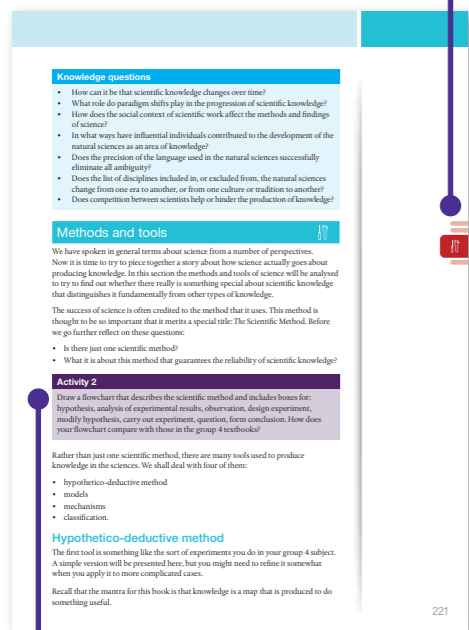 Knowledge questions
• How can it be that scientific knowledge changes over time?
• What role do paradigm shifts play in the progression of scientific knowledge?
• How does the social context of scientific work affect the methods and findings
of science?
• In what ways have influential individuals contributed to the development of the
natural sciences as an area of knowledge?
• Does the precision of the language used in the natural sciences successfully
eliminate all ambiguity?
• Does the list of disciplines included in, or excluded from, the natural sciences
change from one era to another, or from one culture or tradition to another?
• Does competition between scientists help or hinder the production of knowledge?
Methods and tools
We have spoken in general terms about science from a number of perspectives.
Now it is time to try to piece together a story about how science actually goes about
producing knowledge. In this section the methods and tools of science will be analysed
to try to find out whether there really is something special about scientific knowledge
that distinguishes it fundamentally from other types of knowledge.
The success of science is often credited to the method that it uses. This method is
thought to be so important that it merits a special title: The Scientific Method. Before
we go further reflect on these questions:
• Is there just one scientific method?
• What it is about this method that guarantees the reliability of scientific knowledge?
Activity 2
Draw a flowchart that describes the scientific method and includes boxes for:
hypothesis, analysis of experimental results, observation, design experiment,
modify hypothesis, carry out experiment, question, form conclusion. How does
your flowchart compare with those in the group 4 textbooks?
Rather than just one scientific method, there are many tools used to produce
knowledge in the sciences. We shall deal with four of them:
• hypothetico-deductive method
• models
• mechanisms
• classification.
Hypothetico-deductive method
The first tool is something like the sort of experiments you do in your group 4 subject.
A simple version will be presented here, but you might need to refine it somewhat
when you apply it to more complicated cases.
Recall that the mantra for this book is that knowledge is a map that is produced to do
something useful.
221